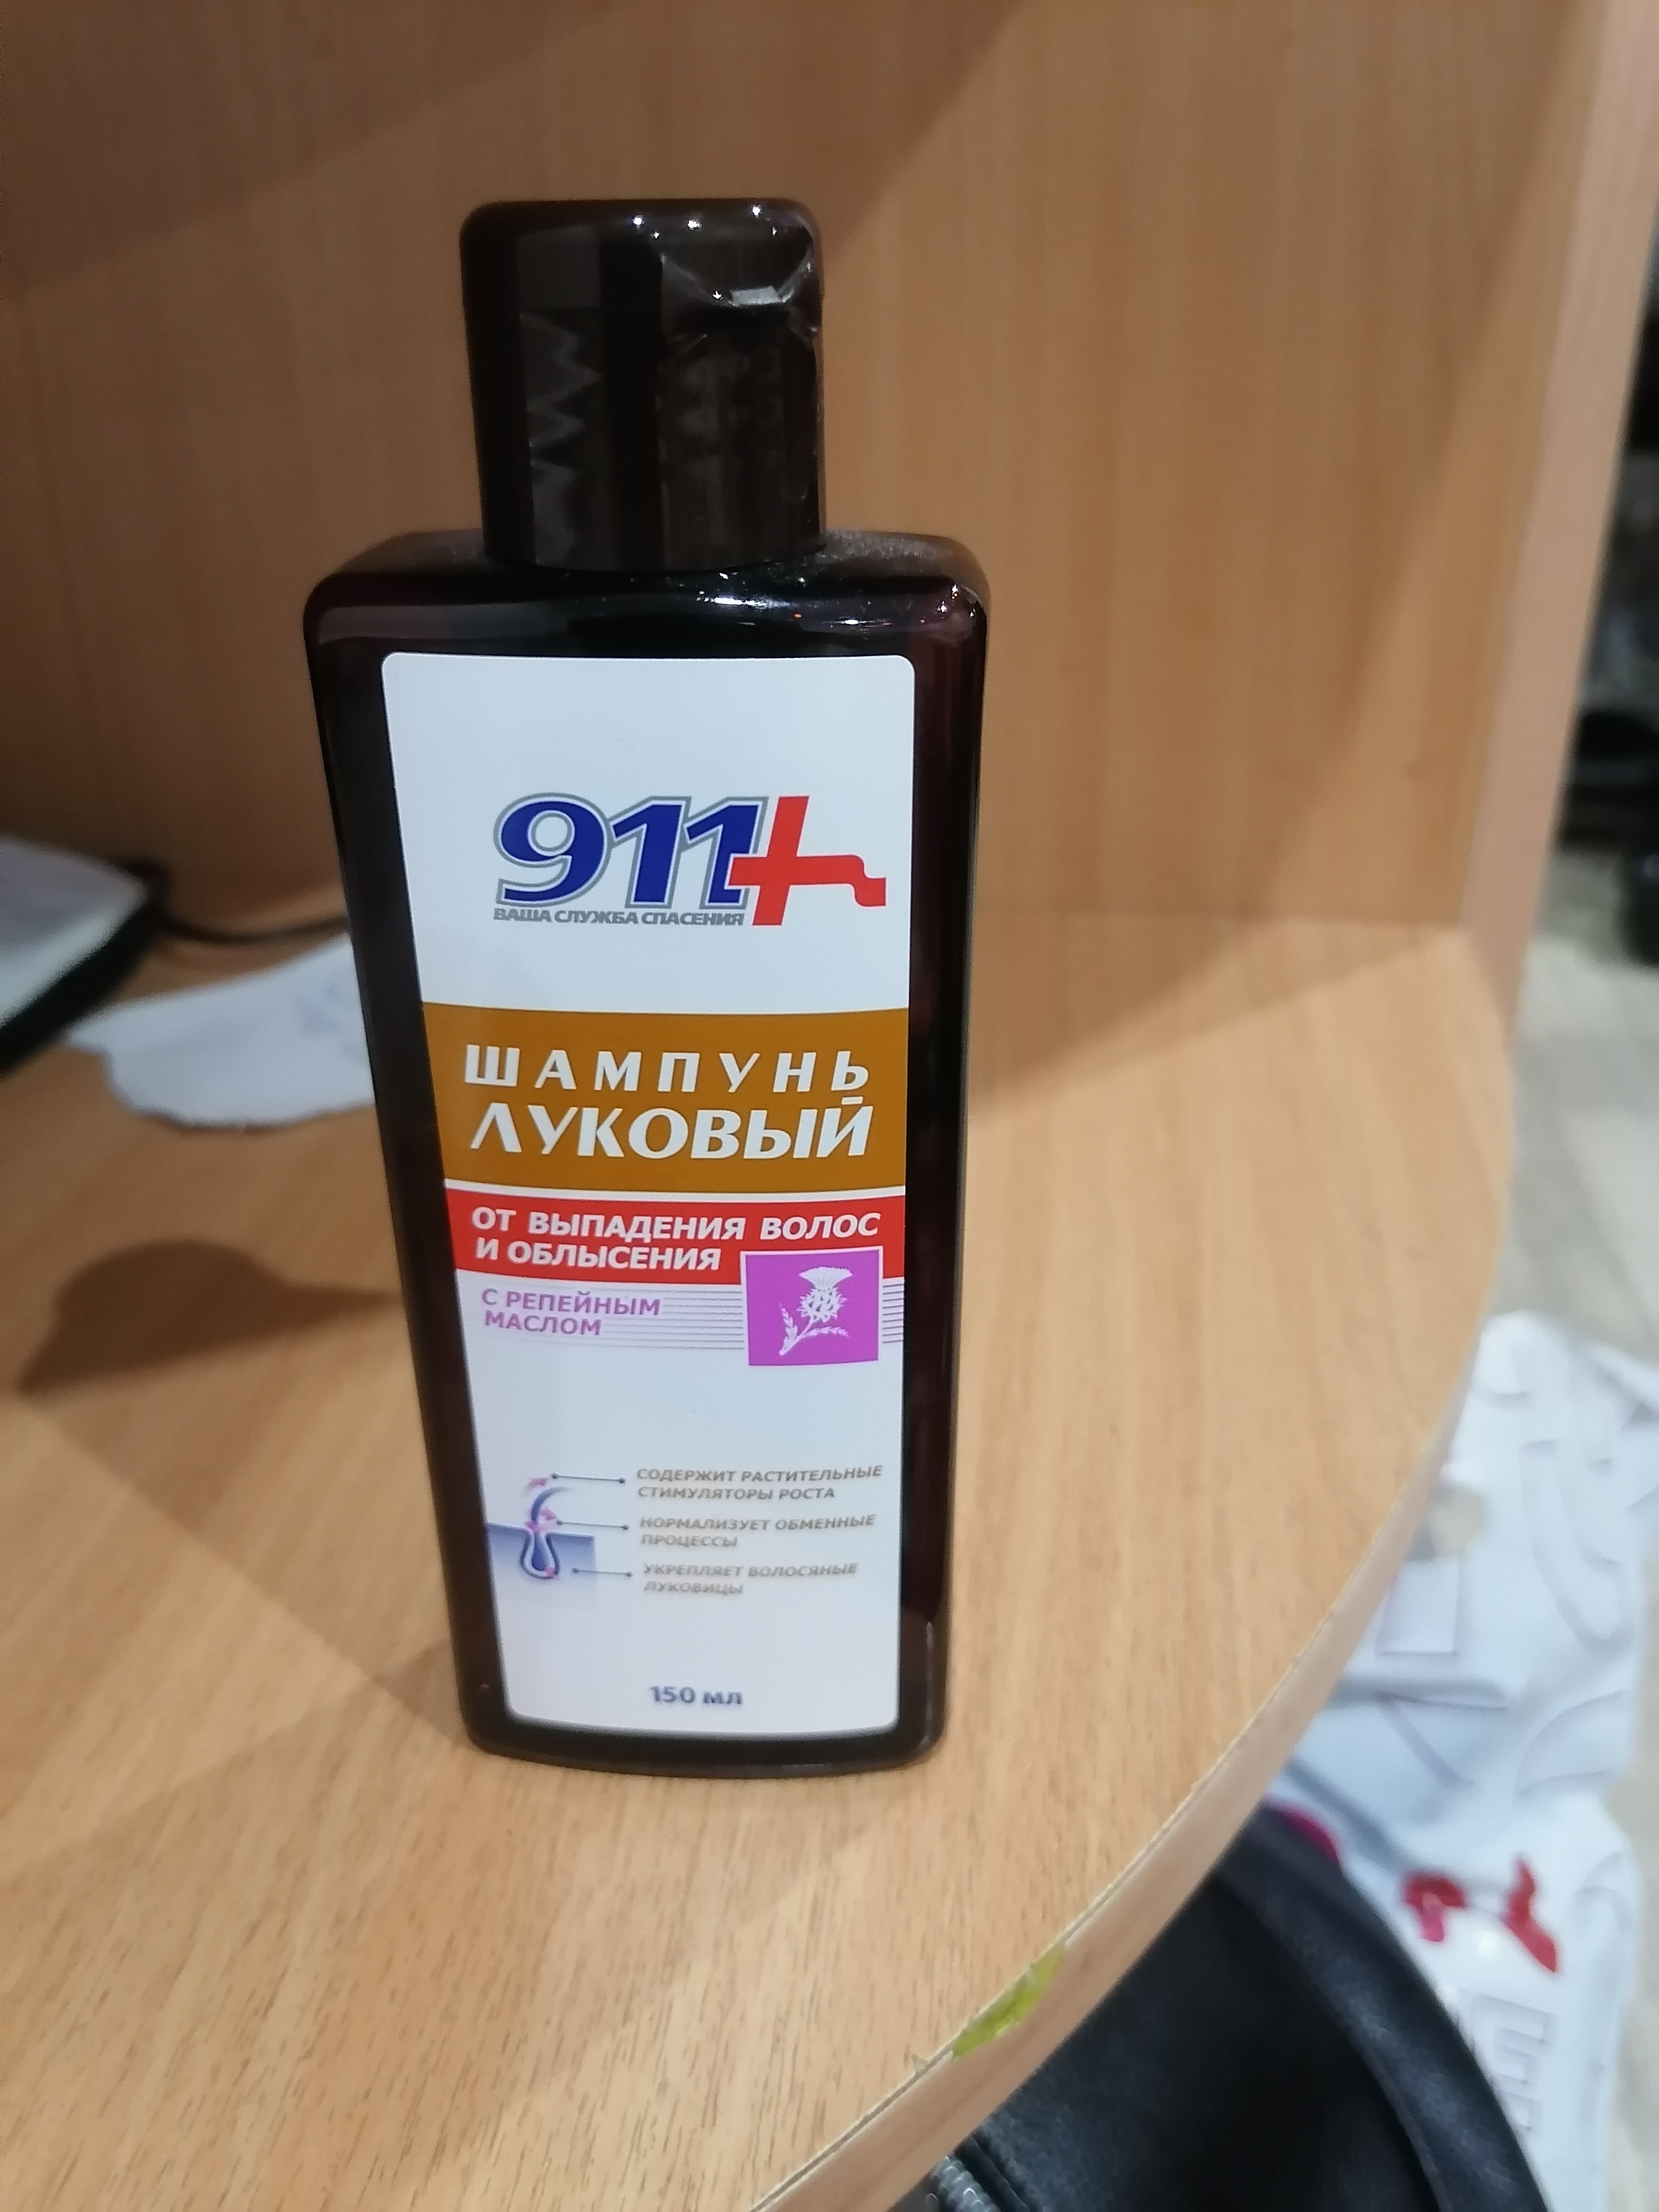 911
ВАША СЛУЖБА СПАСЕНИЯ
ШАМПУНЬ
ЛУКОВЫЙ
ОТ ВЫПАДЕНИЯ ВОЛОС
И ОБЛЫСЕНИЯ
С РЕПЕЙНЫМ
МАСЛОМ
СОДЕРЖИТ РАСТИТЕЛЬНЫЕ
СТИМУЛЯТОРЫ РОСТА
НОРМАЛИЗУЕТ ОБМЕННЫЕ
ПРОЦЕССЫ
УКРЕПЛЯЕТ ВОЛОСЯНЫЕ
ЛУКОВИЦЫ
150 мл